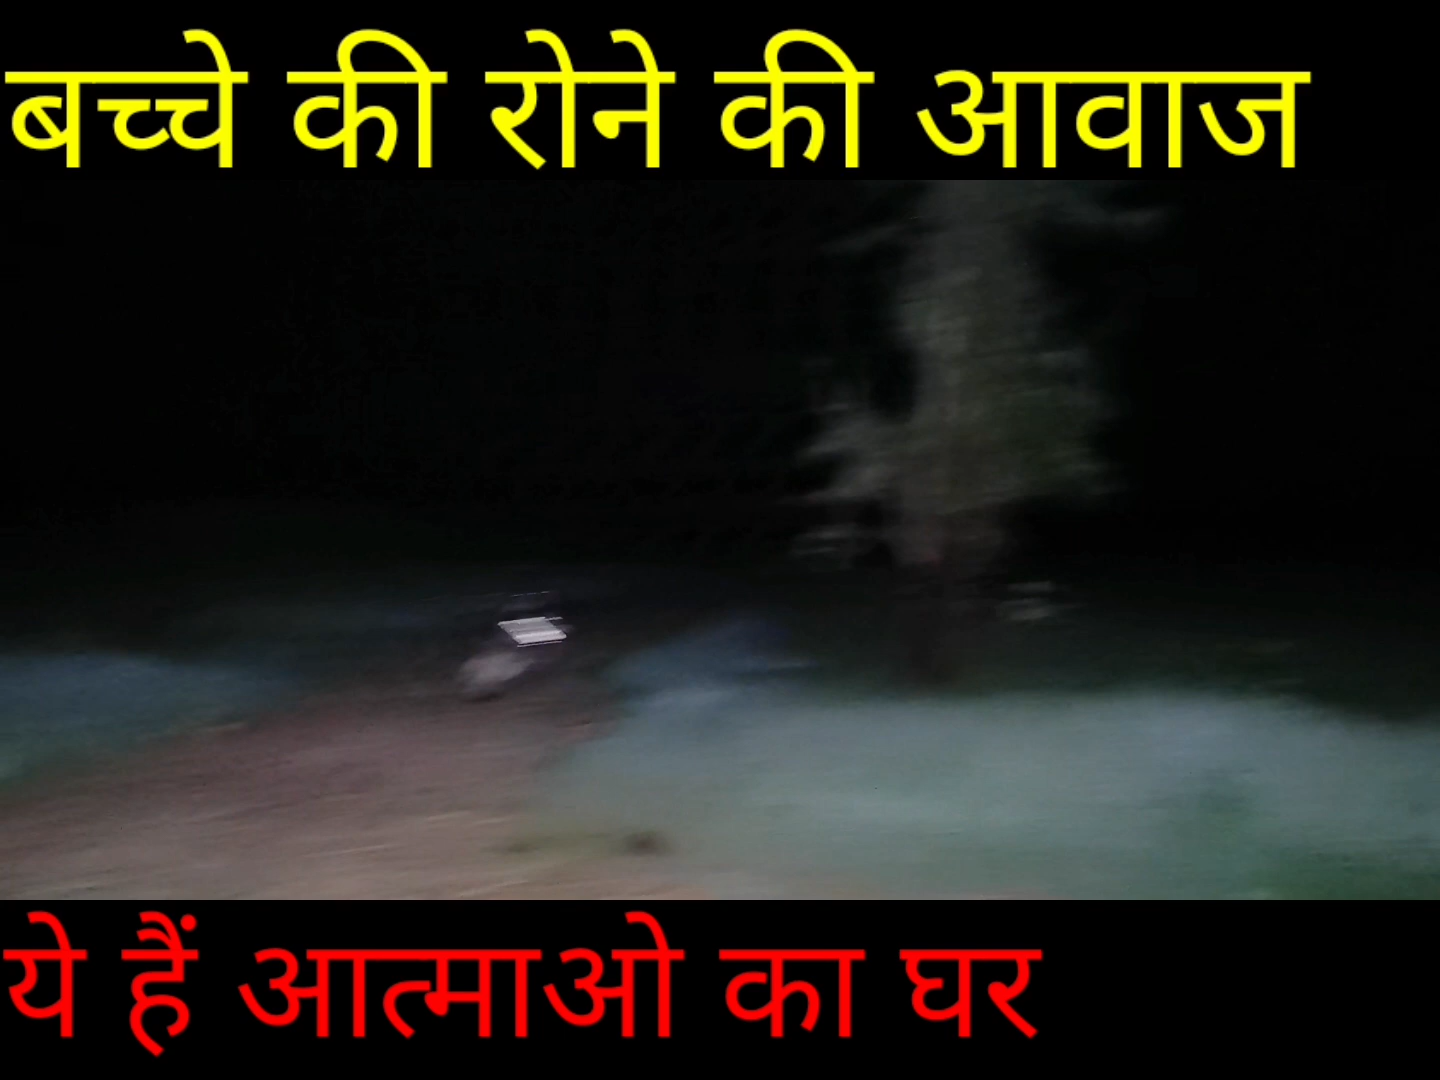 बच्चे की रोने की आवाज
ये हैं आत्माओ का घर